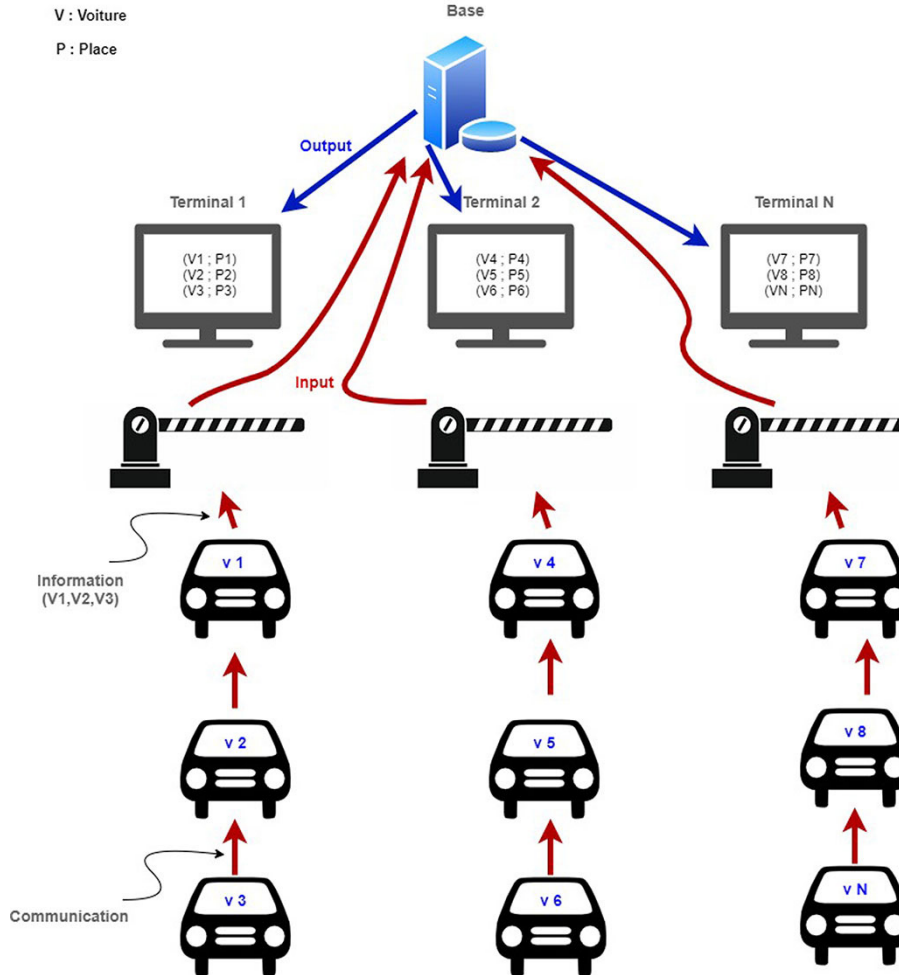 V : Voiture
P : Place
Base
Output
Terminal 1
Terminal 2
Terminal N
(V1 ; P1)
(V2 ; P2)
(V3 ; P3)
(V4 ; P4)
(V5 ; P5)
(V6 ; P6)
(V7 ; P7)
(V8 ; P8)
(VN ; PN)
Input
Information
(V1,V2,V3)
v 1
v 4
v 7
v 2
v 5
v 8
Communication
v 3
v 6
v N